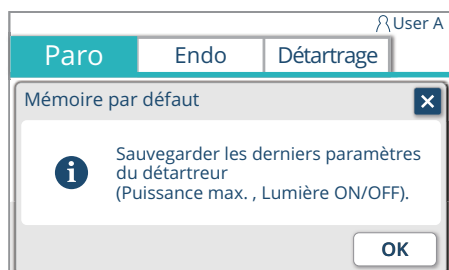 User A
Paro Endo Détartrage
Mémoire par défaut
Sauvegarder les derniers paramètres
du détartreur
(Puissance max. , Lumière ON/OFF).
OK